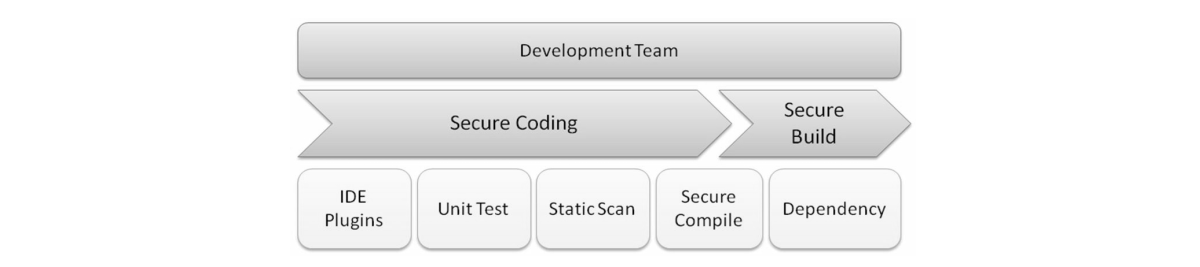 Development Team
Secure Coding
Secure
Build
IDE
Plugins
Unit Test
Static Scan
Secure
Compile
Dependency